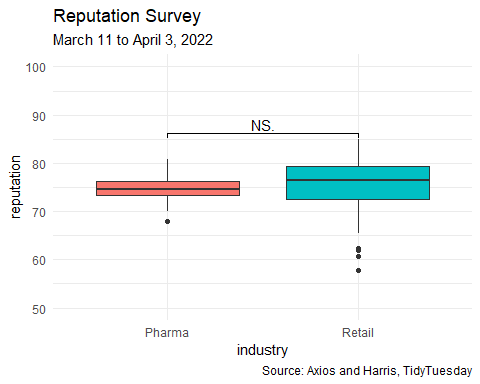 Reputation Survey
March 11 to April 3, 2022
100
90
80
70
60
50
reputation
NS.
Pharma
Retail
industry
Source: Axios and Harris, TidyTuesday